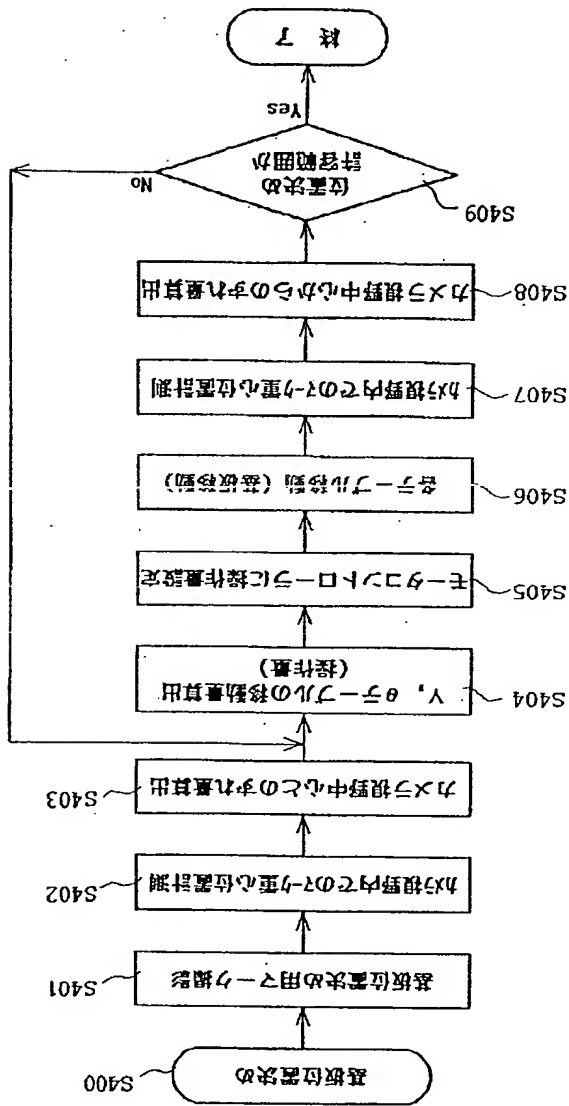 基板位置決め
S400
基板位置決め用マーク撮影
S401
カメラ視野内でのマーク重心位置計測
S402
カメラ視野中心とのずれ量算出
S403
Y, θテーブルの移動量算出
(操作量)
S404
モータコントローラに操作量設定
S405
各テーブル移動 (基板移動)
S406
カメラ視野内でのマーク重心位置計測
S407
カメラ視野中心からのずれ量算出
S408
位置決め
許容範囲か
S409
No
Yes
終 了